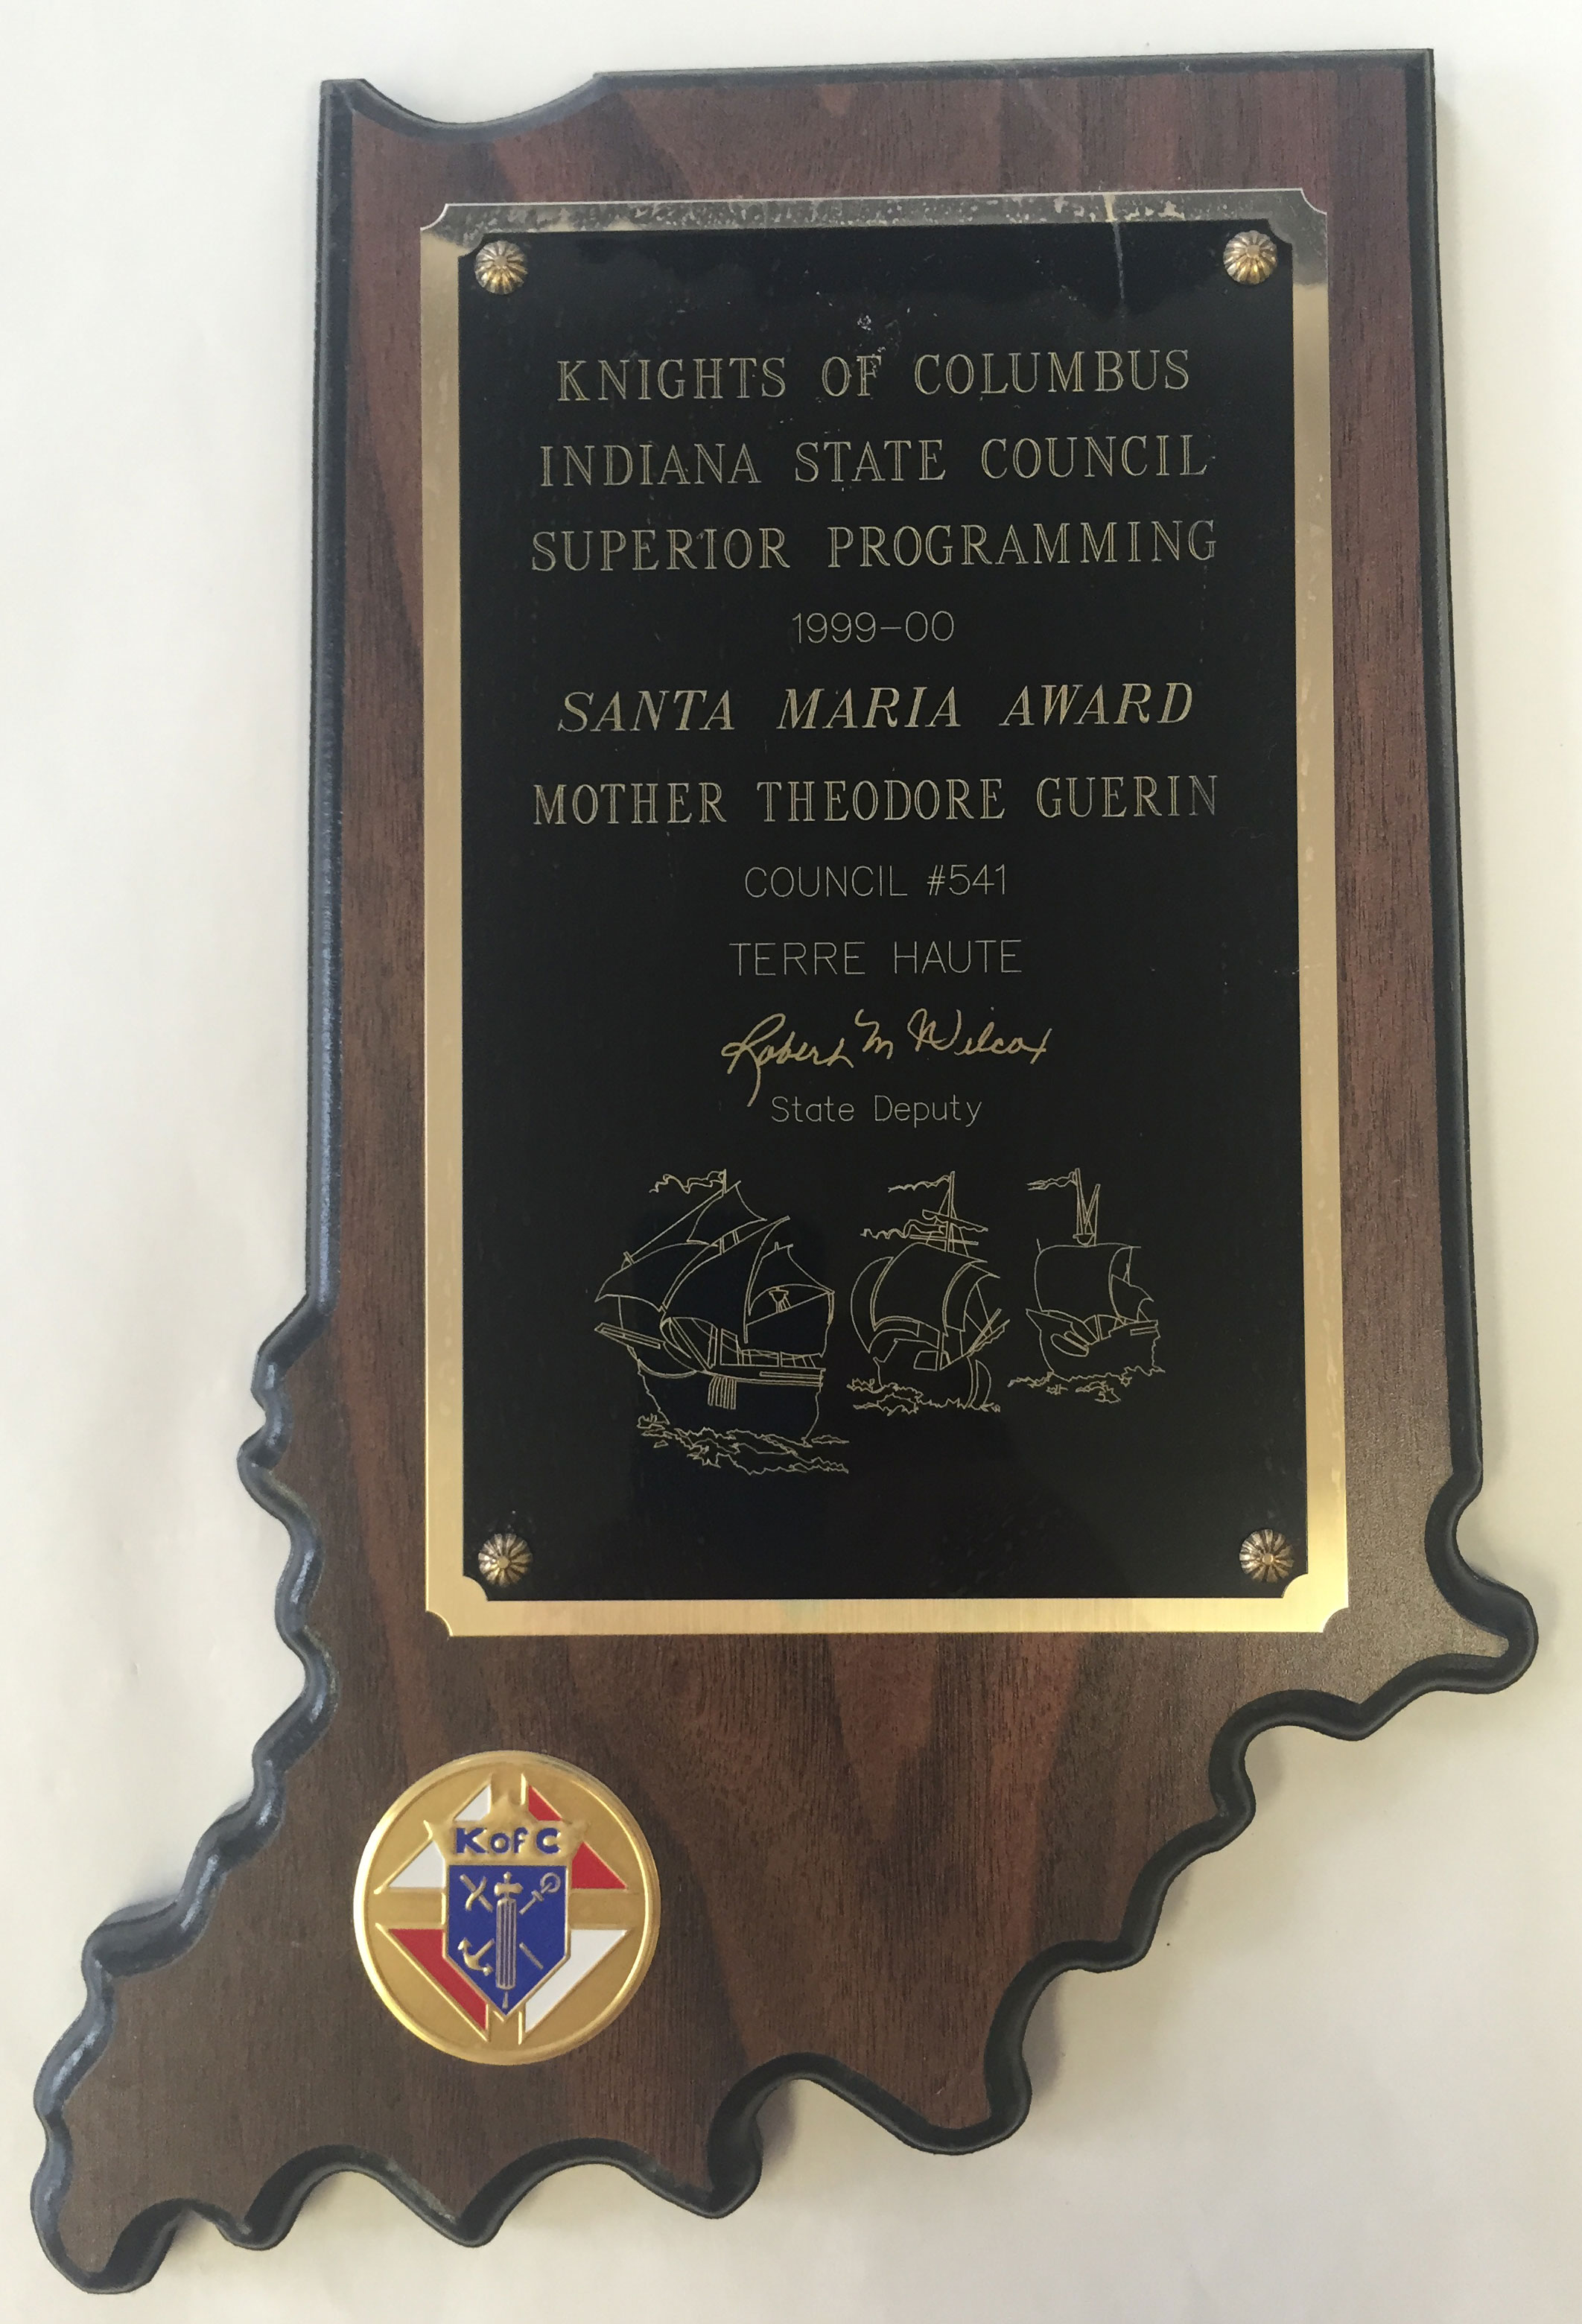 KNIGHTS OF COLUMBUS
INDIANA STATE COUNCIL
SUPERIOR PROGRAMMING
1999-00
SANTA MARIA AWARD
MOTHER THEODORE GUERIN
COUNCIL #541
TERRE HAUTE
Robert M Wilcox
State Deputy
K of C